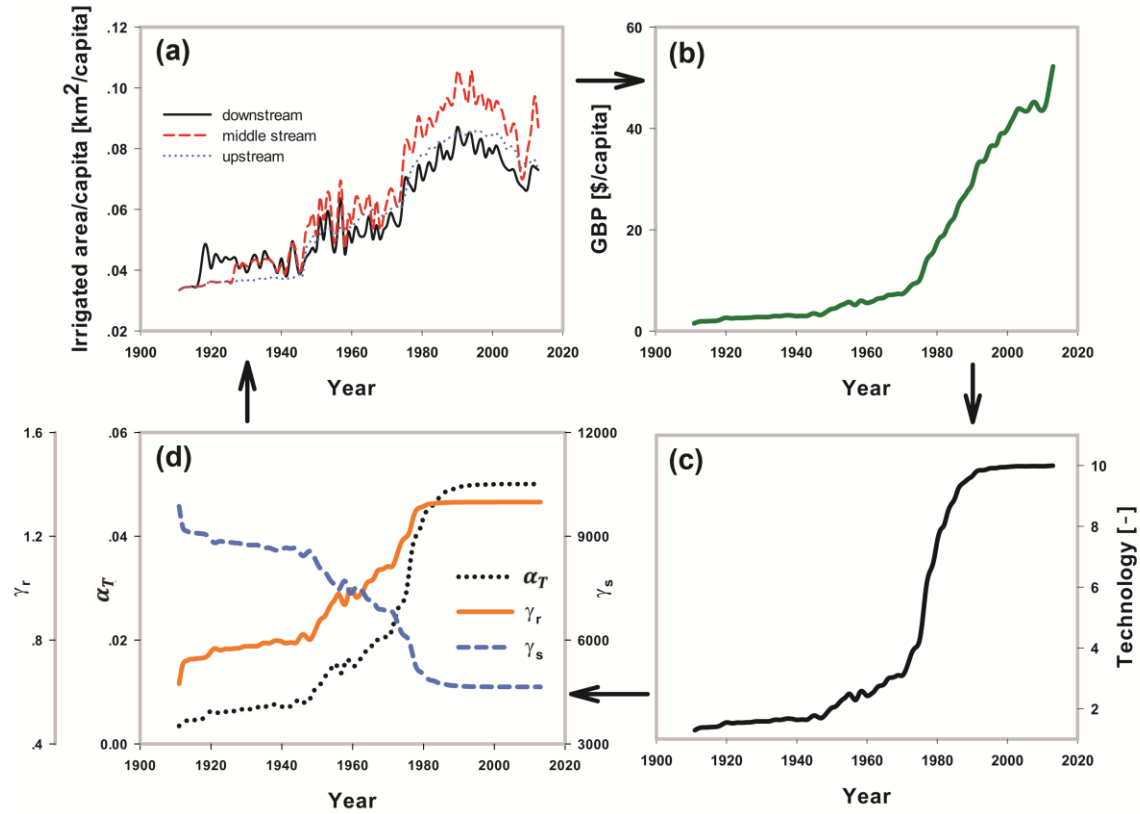 (a)
Irrigated area/capita [km²/capita]
.12
.10
.08
.06
.04
.02
downstream
middle stream
upstream
1900 1920 1940 1960 1980 2000 2020
Year
(b)
GBP [$/capita]
60
40
20
0
1900 1920 1940 1960 1980 2000 2020
Year
(d)
γr
1.6
1.2
.8
.4
αT
.06
.04
.02
0.00
αT
γr
γs
12000
9000
6000
3000
γs
1900 1920 1940 1960 1980 2000 2020
Year
(c)
10
8
6
4
2
Technology [-]
1900 1920 1940 1960 1980 2000 2020
Year